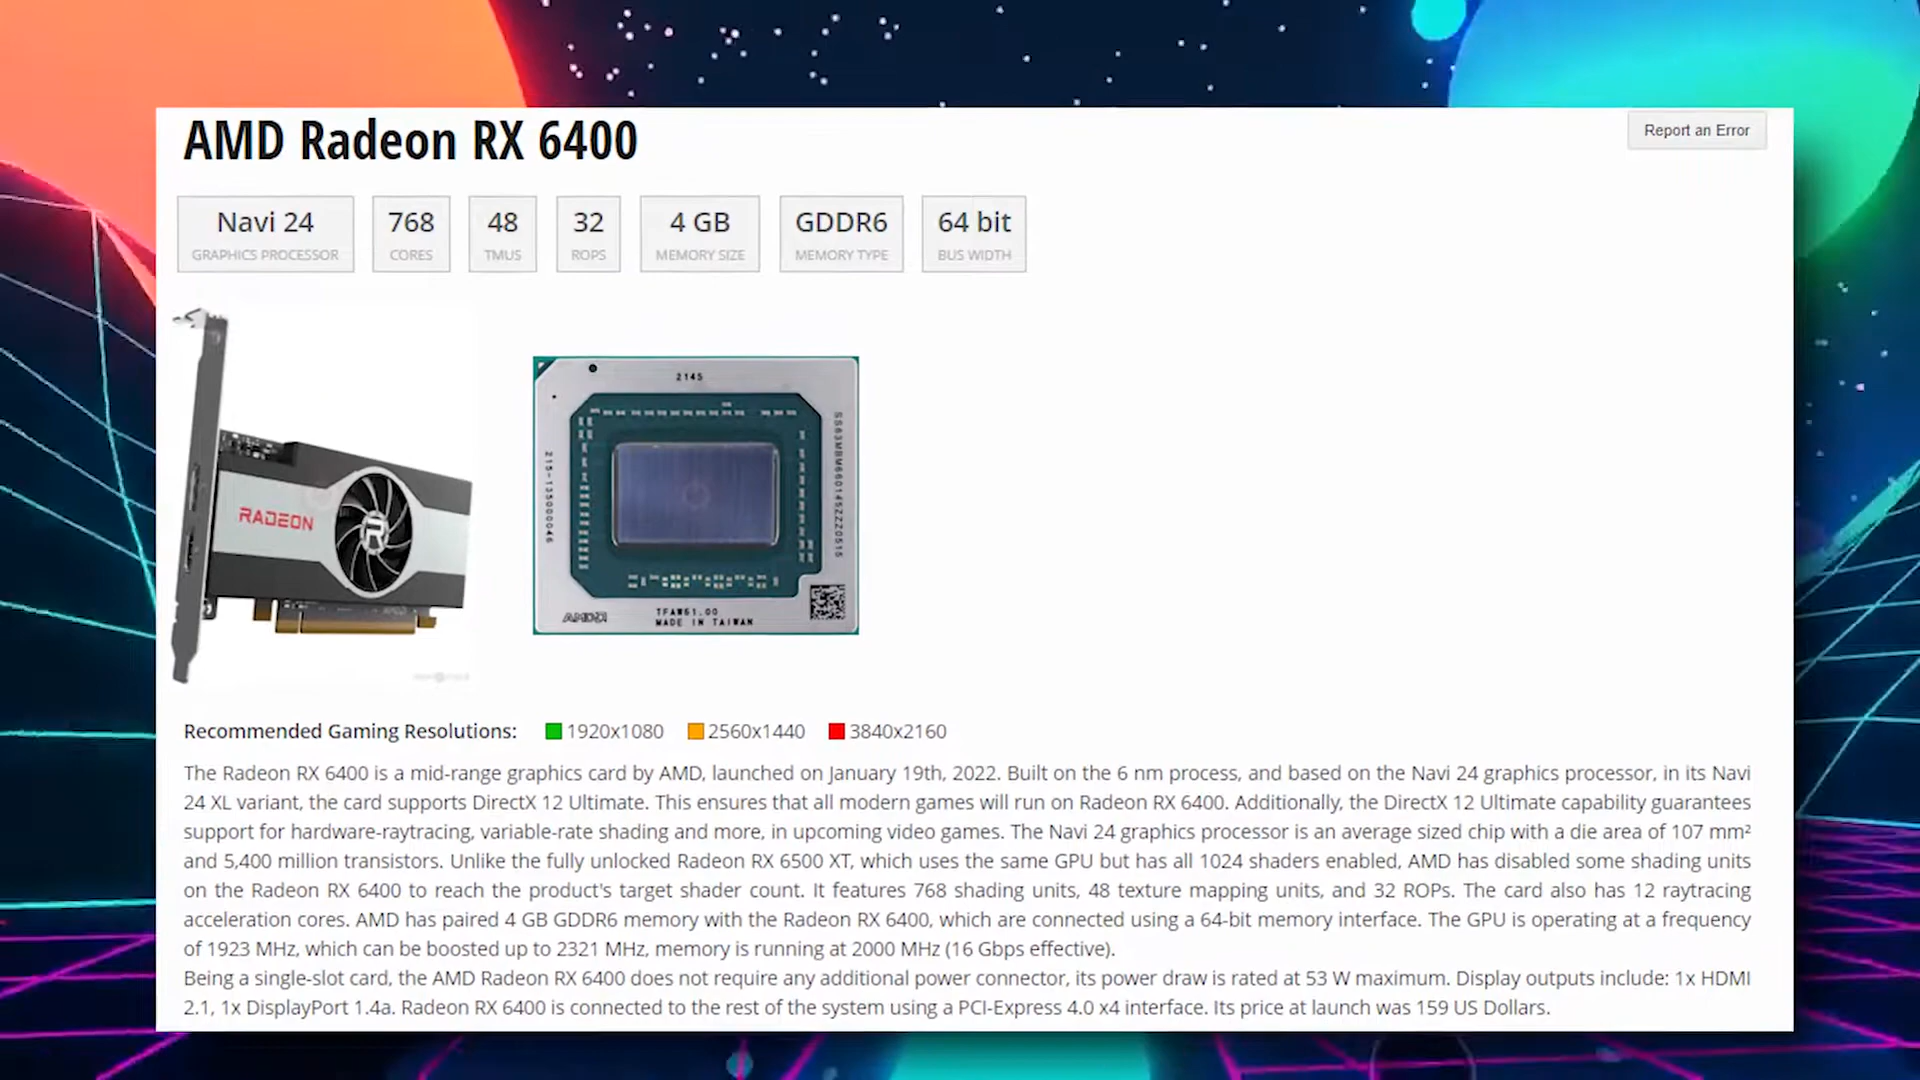 AMD Radeon RX 6400
Report an Error
Navi 24
GRAPHICS PROCESSOR
768
CORES
48
TMUS
32
ROPS
4 GB
MEMORY SIZE
GDDR6
MEMORY TYPE
64 bit
BUS WIDTH
RADEON
R
2145
215-135000046
AMD
TFAW61.00
MADE IN TAIWAN
Recommended Gaming Resolutions: 1920x1080 2560x1440 3840x2160
The Radeon RX 6400 is a mid-range graphics card by AMD, launched on January 19th, 2022. Built on the 6 nm process, and based on the Navi 24 graphics processor, in its Navi
24 XL variant, the card supports DirectX 12 Ultimate. This ensures that all modern games will run on Radeon RX 6400. Additionally, the DirectX 12 Ultimate capability guarantees
support for hardware-raytracing, variable-rate shading and more, in upcoming video games. The Navi 24 graphics processor is an average sized chip with a die area of 107 mm²
and 5,400 million transistors. Unlike the fully unlocked Radeon RX 6500 XT, which uses the same GPU but has all 1024 shaders enabled, AMD has disabled some shading units
on the Radeon RX 6400 to reach the product's target shader count. It features 768 shading units, 48 texture mapping units, and 32 ROPs. The card also has 12 raytracing
acceleration cores. AMD has paired 4 GB GDDR6 memory with the Radeon RX 6400, which are connected using a 64-bit memory interface. The GPU is operating at a frequency
of 1923 MHz, which can be boosted up to 2321 MHz, memory is running at 2000 MHz (16 Gbps effective).
Being a single-slot card, the AMD Radeon RX 6400 does not require any additional power connector, its power draw is rated at 53 W maximum. Display outputs include: 1x HDMI
2.1, 1x DisplayPort 1.4a. Radeon RX 6400 is connected to the rest of the system using a PCI-Express 4.0 x4 interface. Its price at launch was 159 US Dollars.